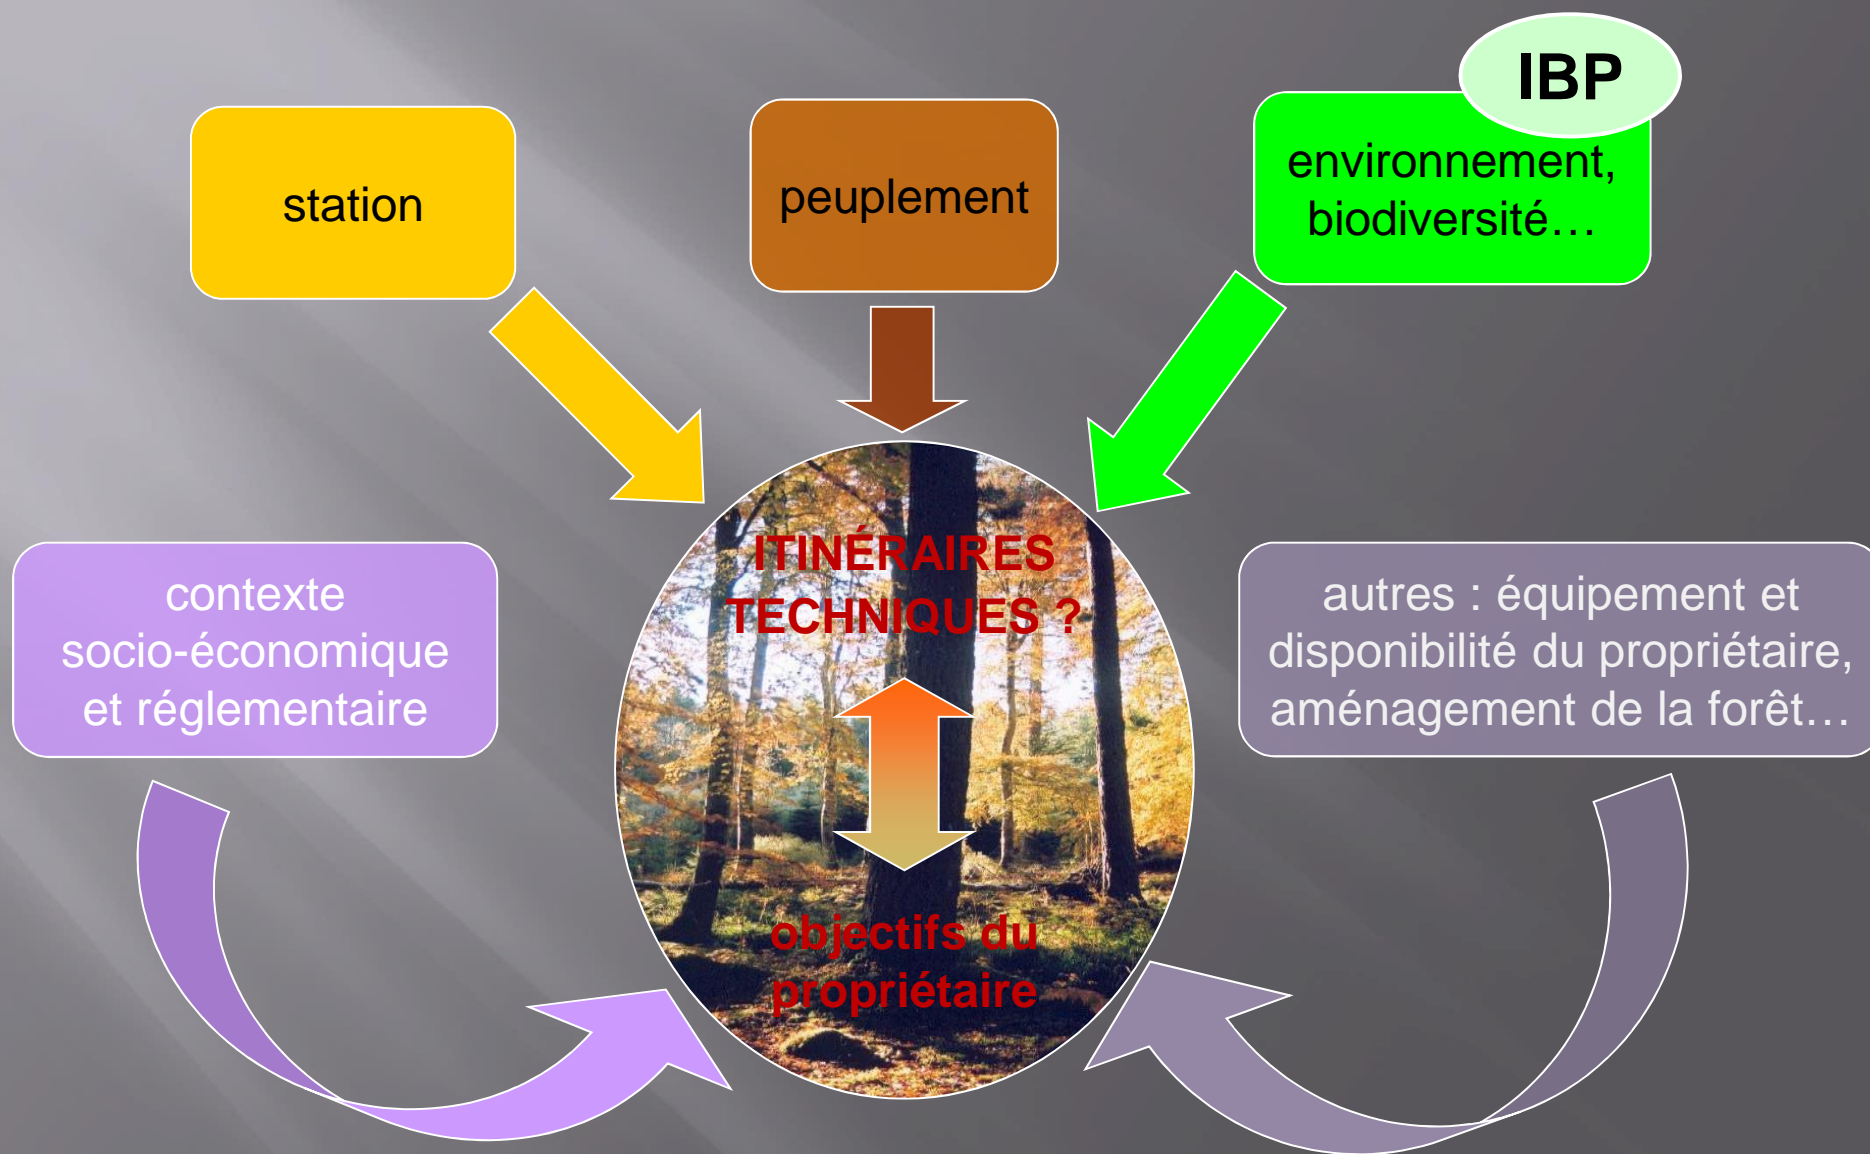 IBP
station
peuplement
environnement,
biodiversité…
ITINÉRAIRES
TECHNIQUES ?
contexte
socio-économique
et réglementaire
autres : équipement et
disponibilité du propriétaire,
aménagement de la forêt…
objectifs du
propriétaire